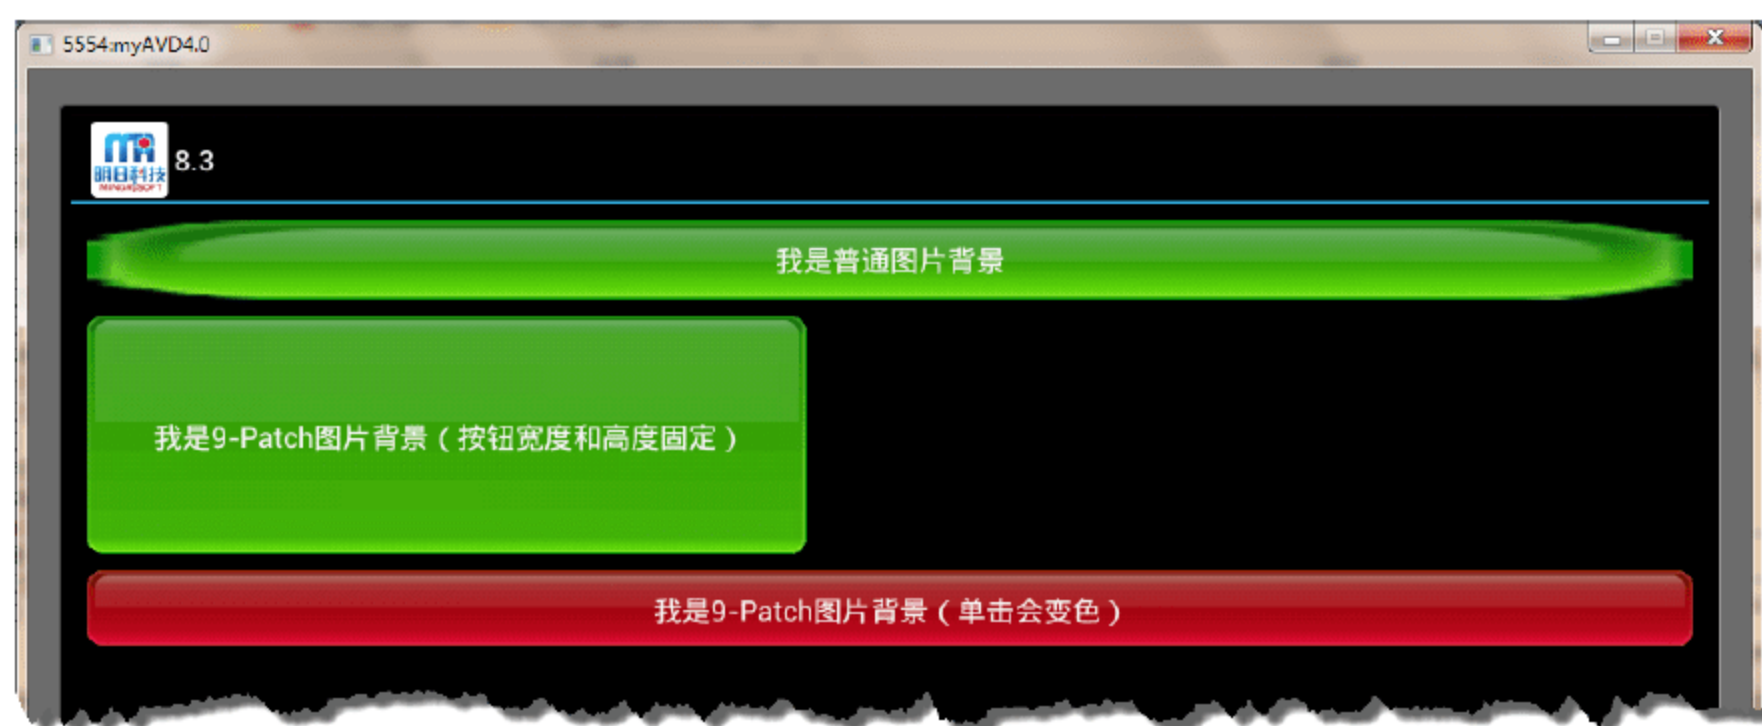 5554:myAVD4.0
明日科技
MINGRISOFT
8.3
我是普通图片背景
我是9-Patch图片背景（按钮宽度和高度固定）
我是9-Patch图片背景（单击会变色）